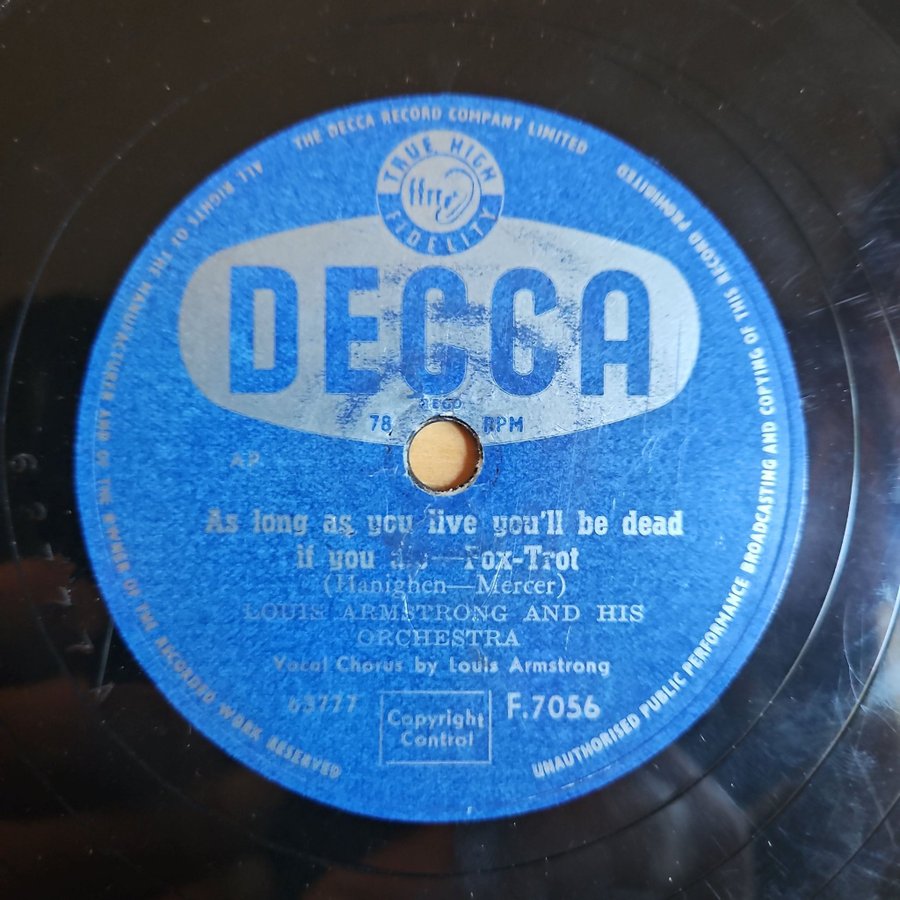 THE DECCA RECORD COMPANY LIMITED
ALL RIGHTS OF THE MANUFACTURER AND OF THE OWNER OF THE RECORDED WORK RESERVED
UNAUTHORISED PUBLIC PERFORMANCE BROADCASTING AND COPYING OF THIS RECORD PROHIBITED
TRUE HIGH
ffrr
FIDELITY
DECCA
REGD
78 RPM
AP
As long as you live you'll be dead
if you —Fox-Trot
(Hanighen—Mercer)
LOUIS ARMSTRONG AND HIS
ORCHESTRA
Vocal Chorus by Louis Armstrong
63777
Copyright
Control
F.7056